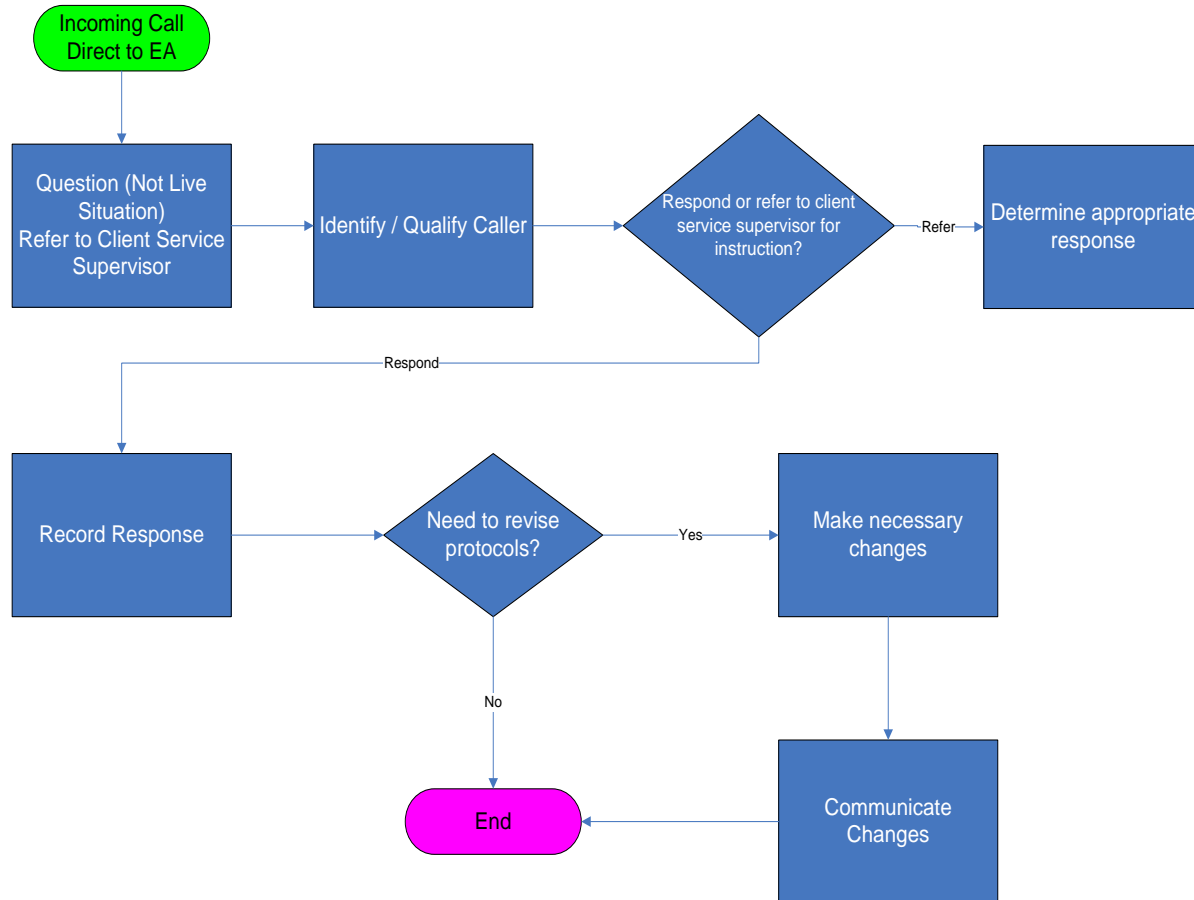 Incoming Call
Direct to EA
Question (Not Live
Situation)
Refer to Client Service
Supervisor
Identify / Qualify Caller
Respond or refer to client
service supervisor for
instruction?
Refer
Determine appropriate
response
Respond
Record Response
Need to revise
protocols?
Yes
Make necessary
changes
No
End
Communicate
Changes